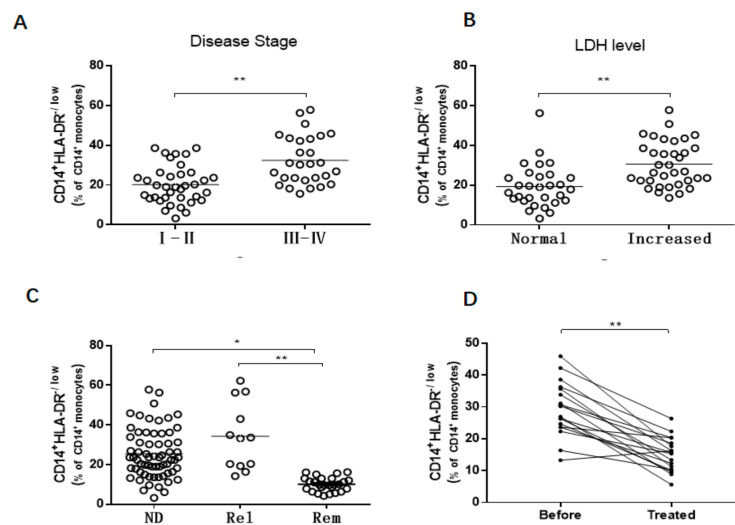 A
Disease Stage
**
CD14⁺HLA-DR⁻/ low
(% of CD14⁺ monocytes)
80
60
40
20
0
I-II
III-IV
B
LDH level
**
CD14⁺HLA-DR⁻/ low
(% of CD14⁺ monocytes)
80
60
40
20
0
Normal
Increased
C
*
**
CD14⁺HLA-DR⁻/ low
(% of CD14⁺ monocytes)
80
60
40
20
0
ND
Rel
Rem
D
**
CD14⁺HLA-DR⁻/ low
(% of CD14⁺ monocytes)
50
40
30
20
10
0
Before
Treated